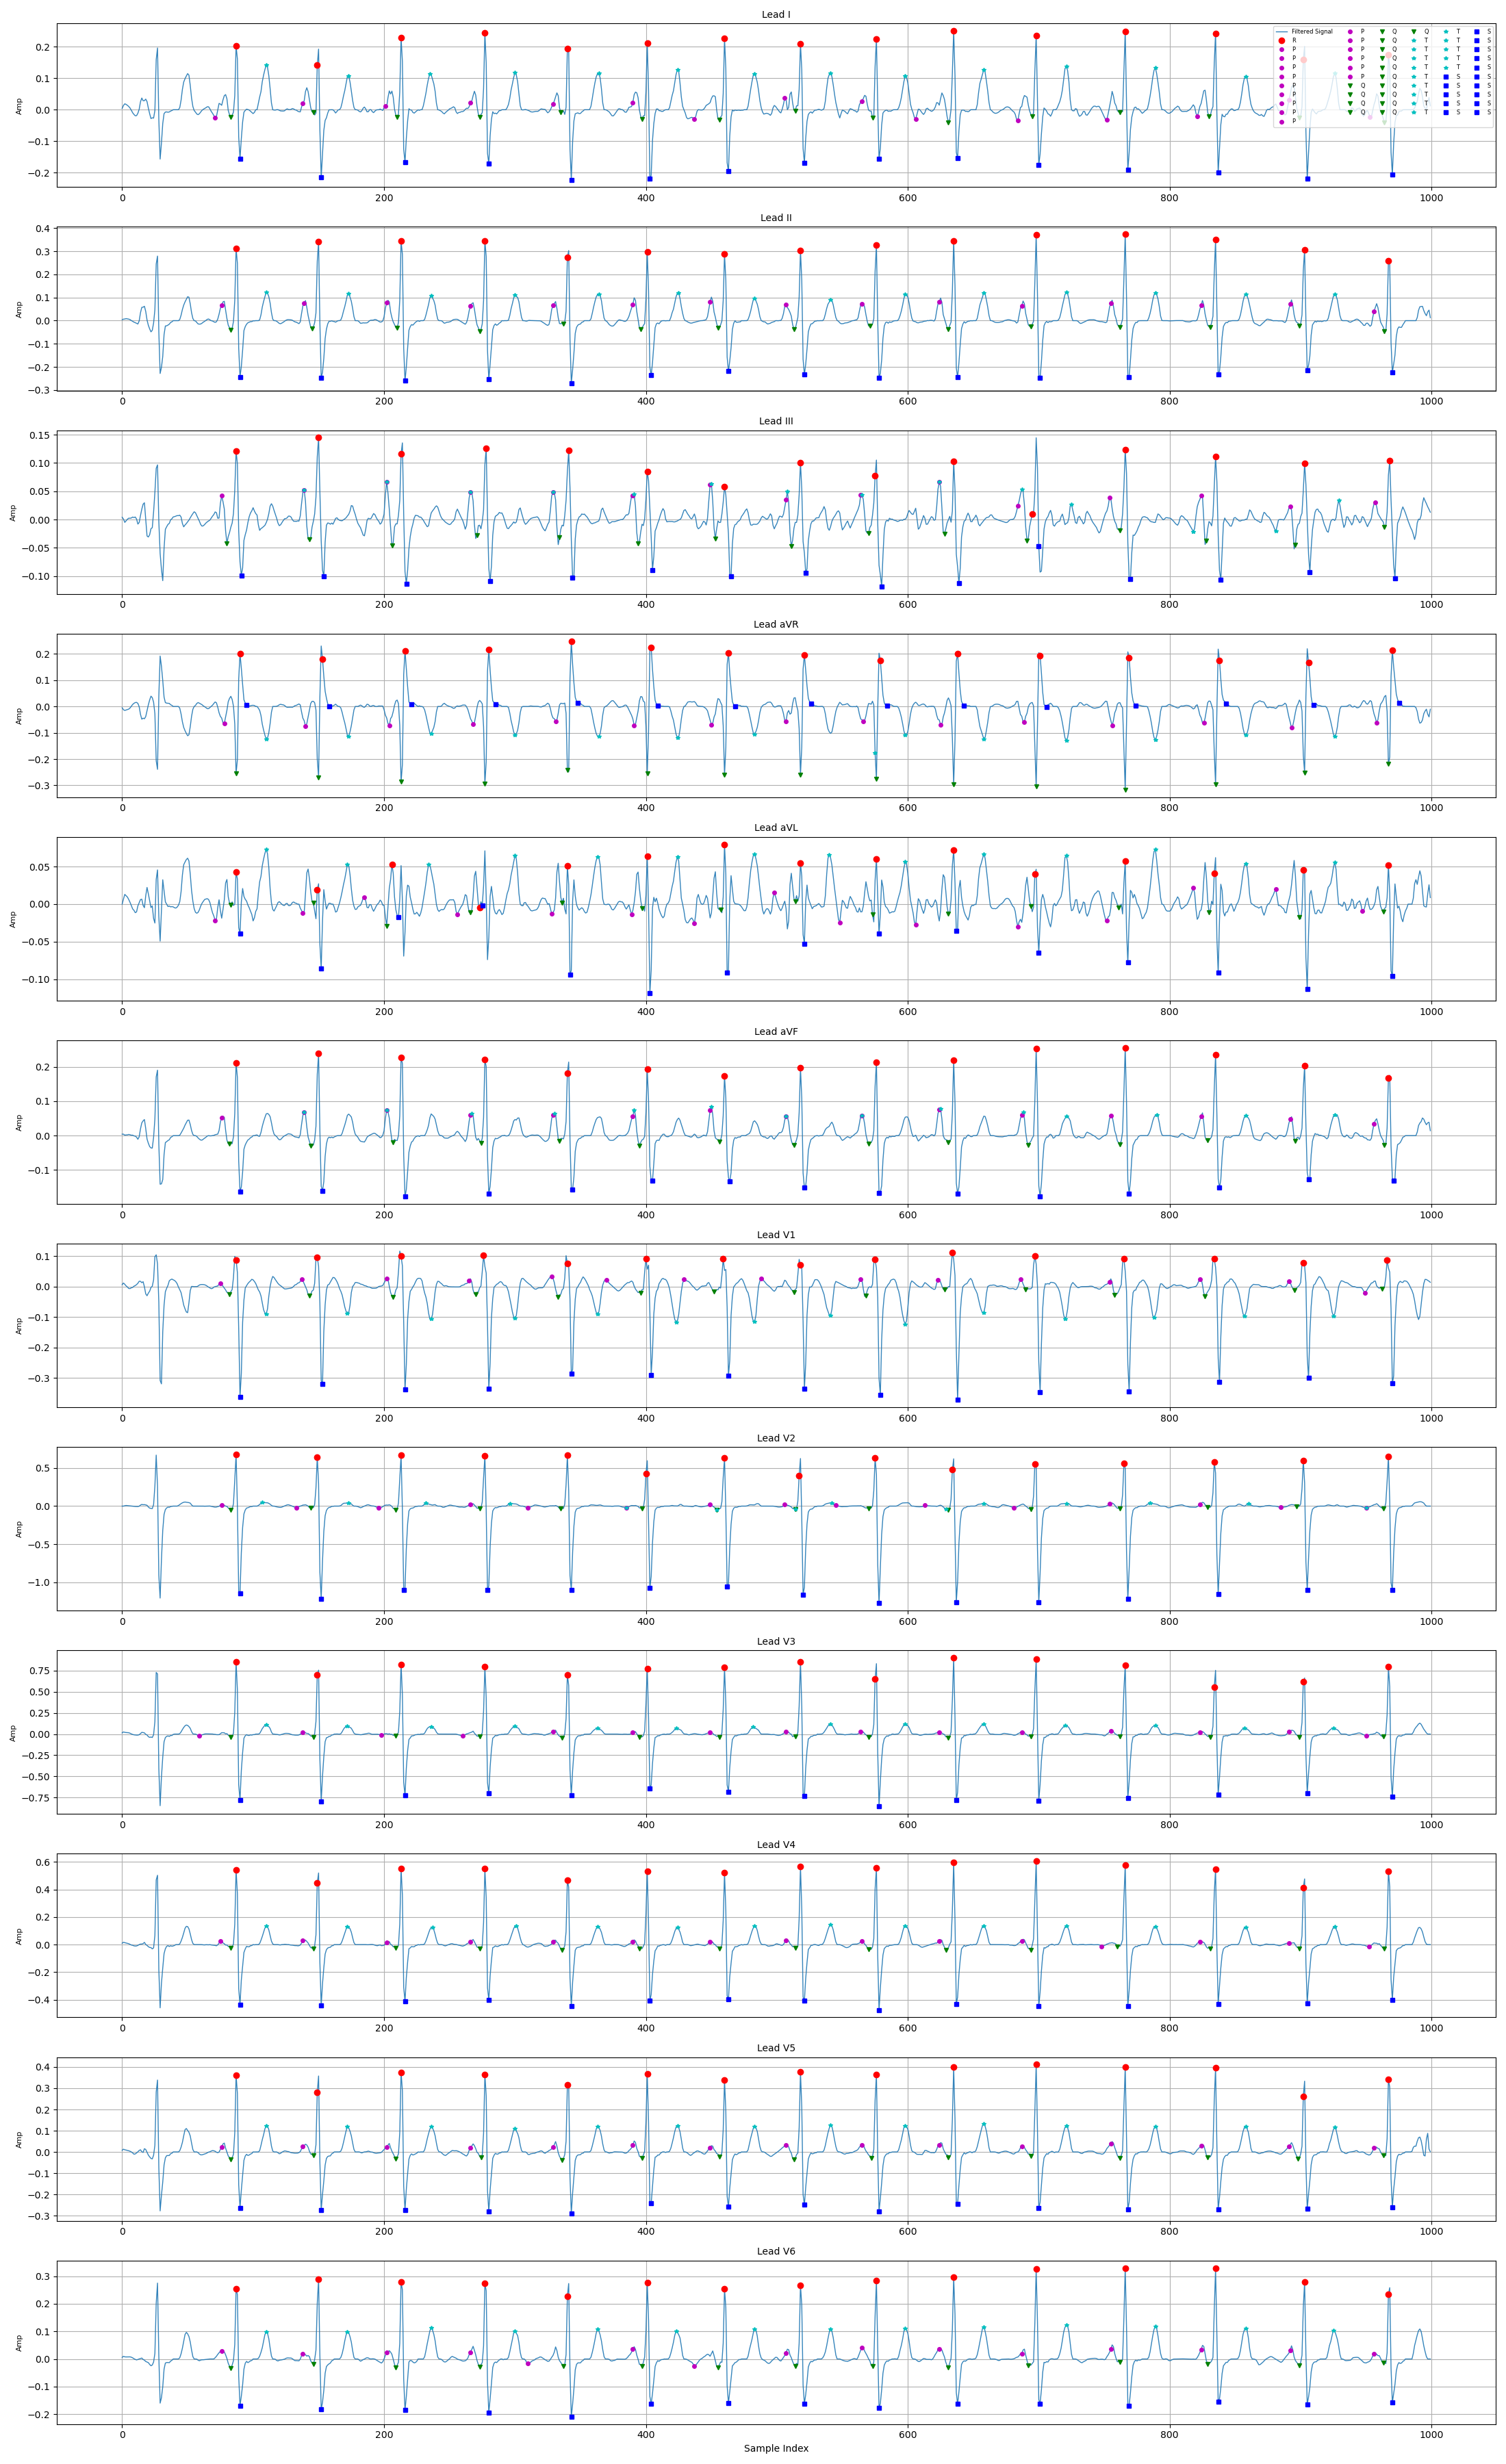 Lead I
Amp
0.2
0.1
0.0
−0.1
−0.2
Filtered Signal P Q Q T S
R P Q T T S
P P Q T T S
P P Q T T S
P P Q T T S
P P Q T S S
P Q Q T S S
P Q Q T S S
P Q Q T S S
P Q Q T S S
P
0 200 400 600 800 1000
Lead II
Amp
0.4
0.3
0.2
0.1
0.0
−0.1
−0.2
−0.3
0 200 400 600 800 1000
Lead III
Amp
0.15
0.10
0.05
0.00
−0.05
−0.10
0 200 400 600 800 1000
Lead aVR
Amp
0.2
0.1
0.0
−0.1
−0.2
−0.3
0 200 400 600 800 1000
Lead aVL
Amp
0.05
0.00
−0.05
−0.10
0 200 400 600 800 1000
Lead aVF
Amp
0.2
0.1
0.0
−0.1
0 200 400 600 800 1000
Lead V1
Amp
0.1
0.0
−0.1
−0.2
−0.3
0 200 400 600 800 1000
Lead V2
Amp
0.5
0.0
−0.5
−1.0
0 200 400 600 800 1000
Lead V3
Amp
0.75
0.50
0.25
0.00
−0.25
−0.50
−0.75
0 200 400 600 800 1000
Lead V4
Amp
0.6
0.4
0.2
0.0
−0.2
−0.4
0 200 400 600 800 1000
Lead V5
Amp
0.4
0.3
0.2
0.1
0.0
−0.1
−0.2
−0.3
0 200 400 600 800 1000
Lead V6
Amp
0.3
0.2
0.1
0.0
−0.1
−0.2
0 200 400 600 800 1000
Sample Index